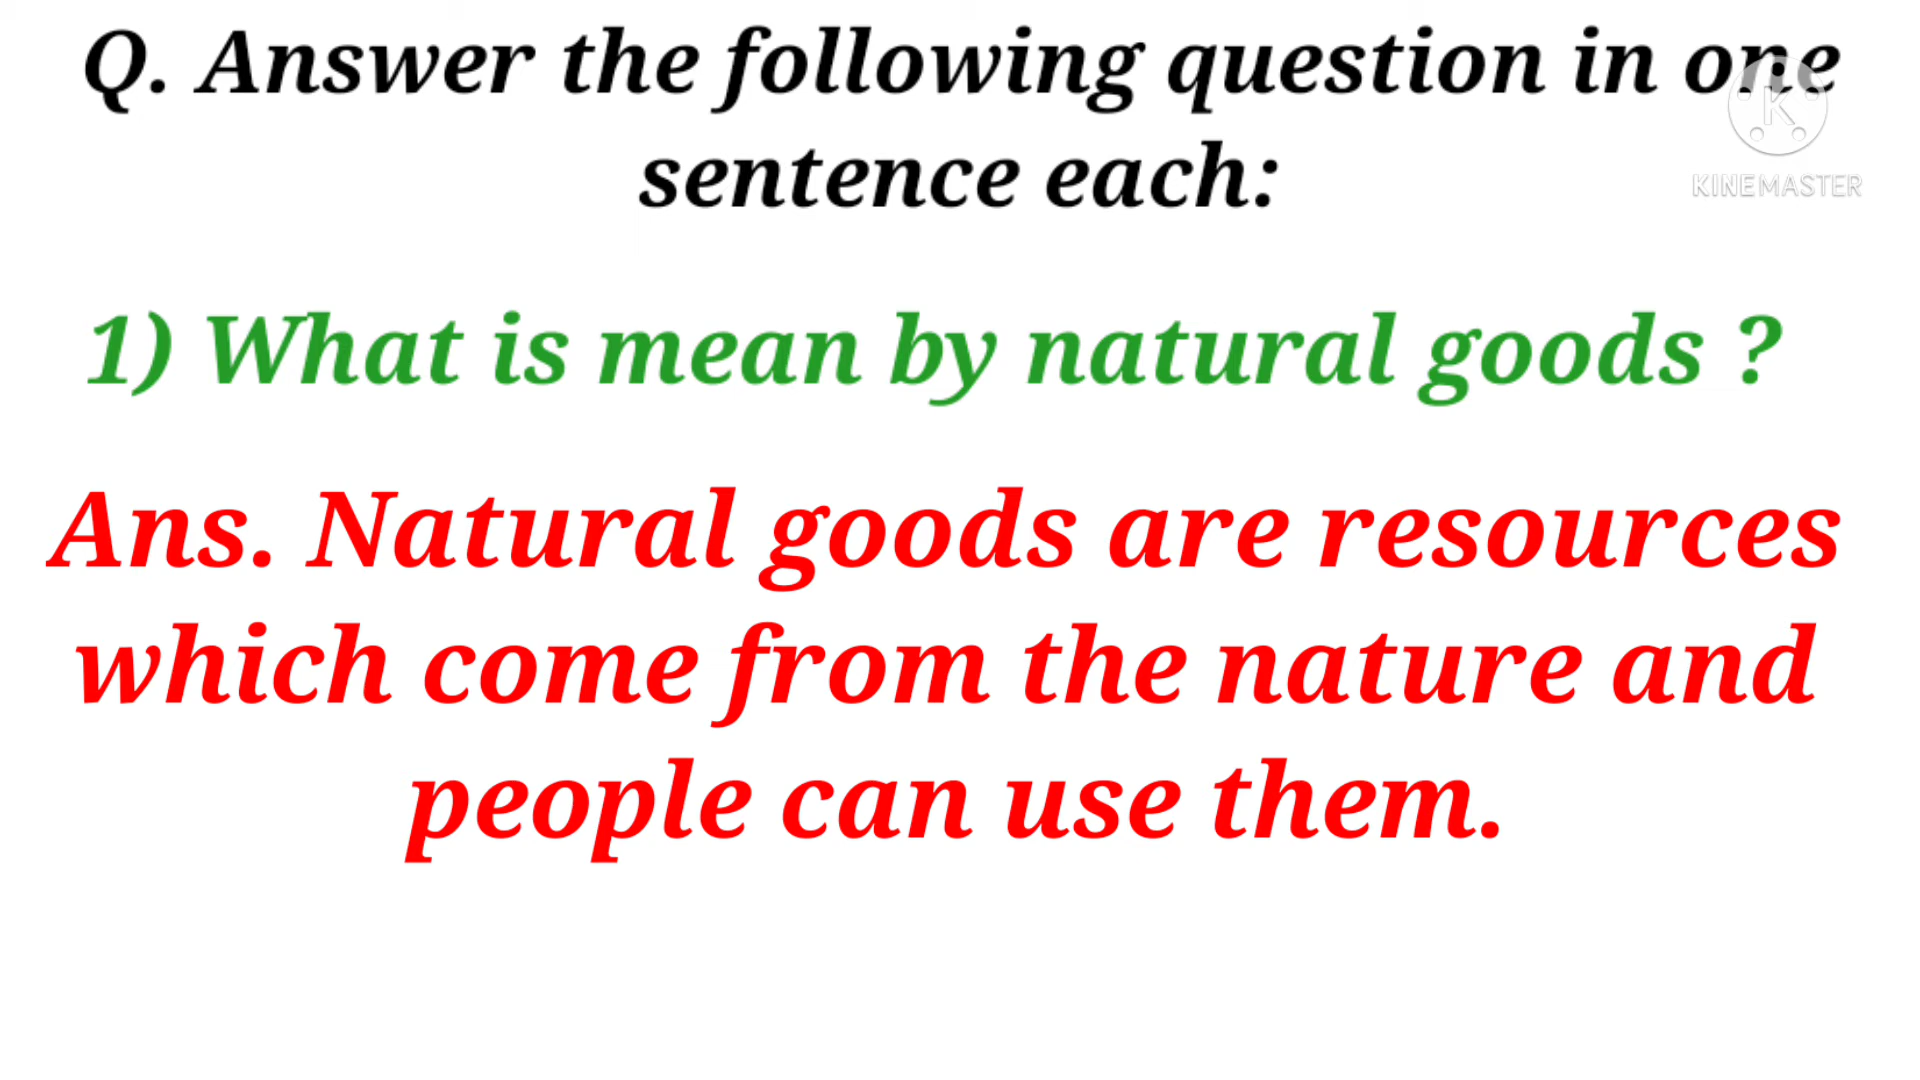 Q. Answer the following question in one
sentence each:
KINEMASTER
1) What is mean by natural goods ?
Ans. Natural goods are resources
which come from the nature and
people can use them.